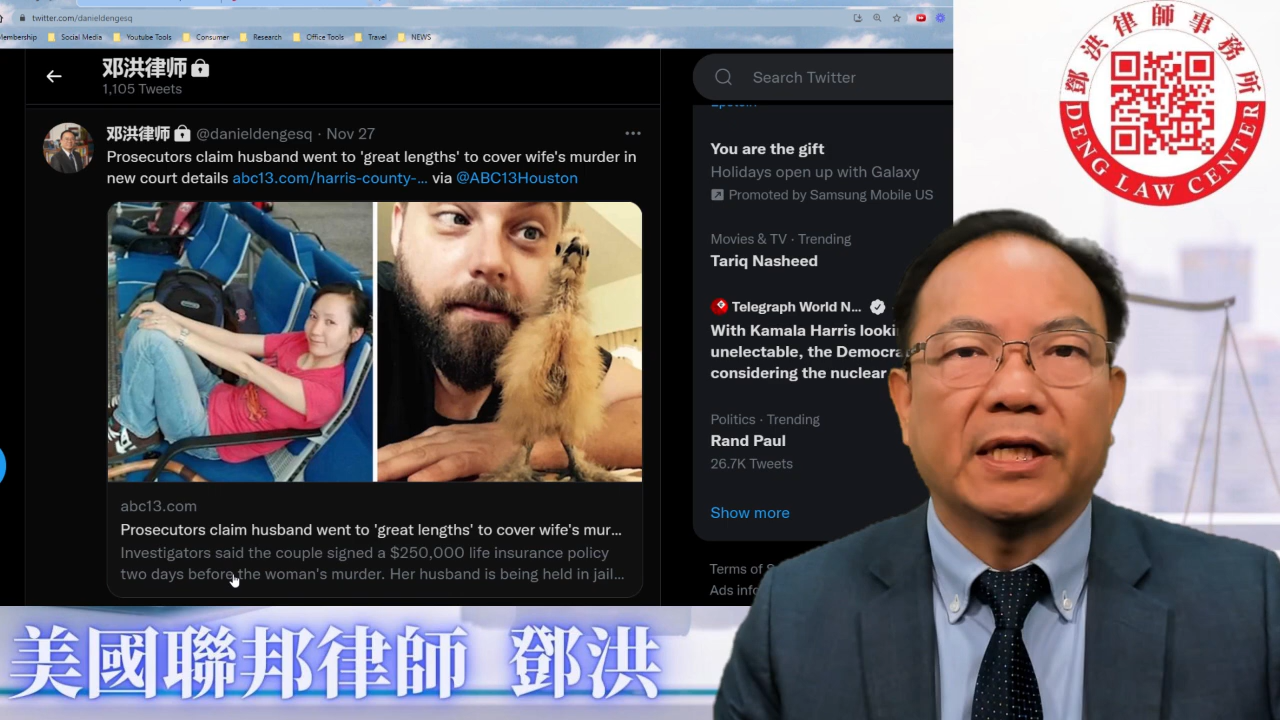 twitter.com/danieldengesq
Membership Social Media Youtube Tools Consumer Research Office Tools Travel NEWS
邓洪律师
1,105 Tweets
邓洪律师 @danieldengesq · Nov 27
Prosecutors claim husband went to 'great lengths' to cover wife's murder in
new court details abc13.com/harris-county-... via @ABC13Houston
abc13.com
Prosecutors claim husband went to 'great lengths' to cover wife's mur...
Investigators said the couple signed a $250,000 life insurance policy
two days before the woman's murder. Her husband is being held in jail...
Search Twitter
Epstein
You are the gift
Holidays open up with Galaxy
Promoted by Samsung Mobile US
Movies & TV · Trending
Tariq Nasheed
Telegraph World N...
With Kamala Harris looki
unelectable, the Democra
considering the nuclear
Politics · Trending
Rand Paul
26.7K Tweets
Show more
Terms of S
Ads info
鄧洪律師事務所
DENG LAW CENTER
美國聯邦律師 鄧洪